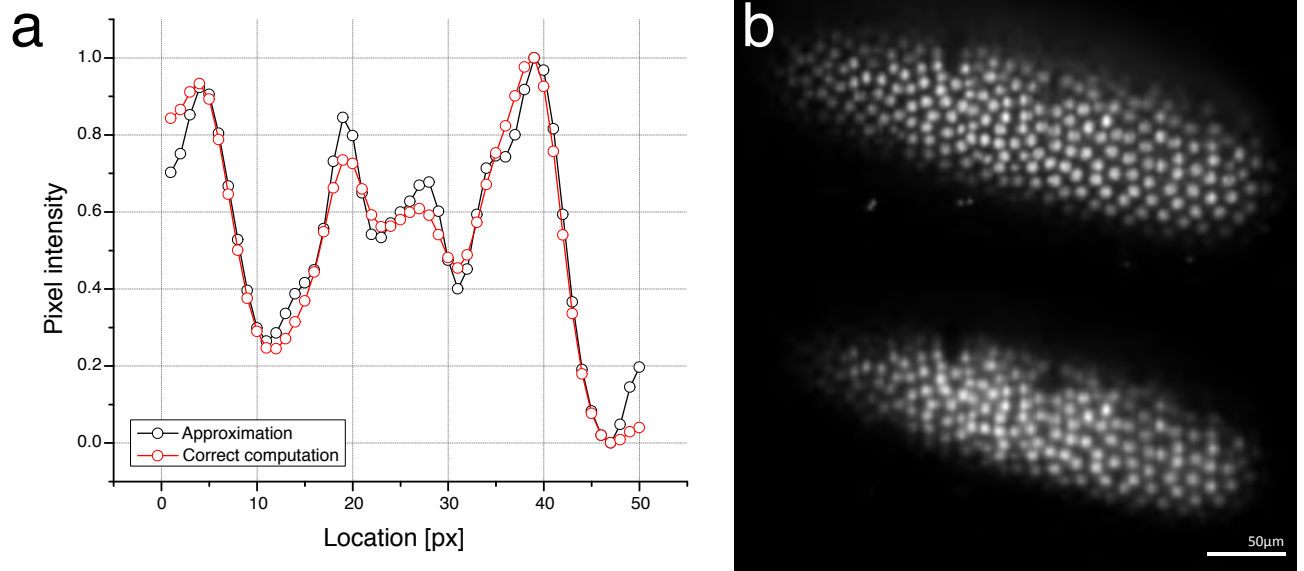 a
1.0
0.8
0.6
0.4
0.2
0.0
Pixel intensity
Approximation
Correct computation
0 10 20 30 40 50
Location [px]
b
50µm